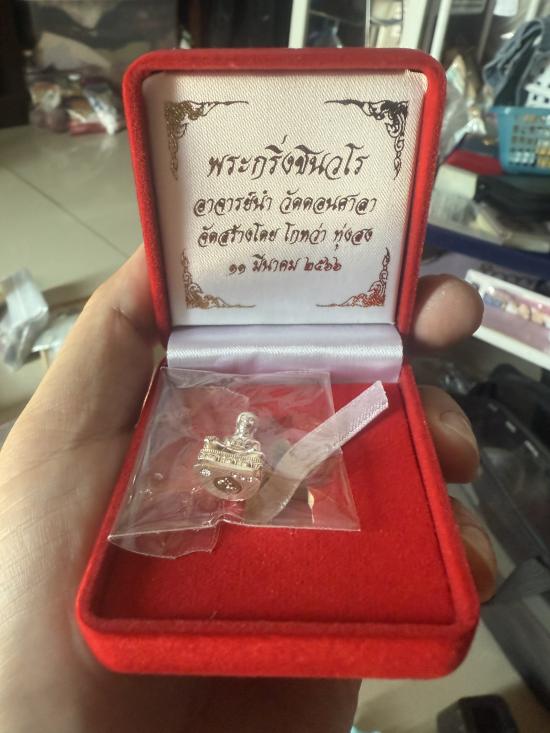 พระกริ่งชินวโร
อาจารย์นำ วัดดอนศาลา
จัดสร้างโดย โกหว่า ทุ่งสง
๑๑ มีนาคม ๒๕๖๖